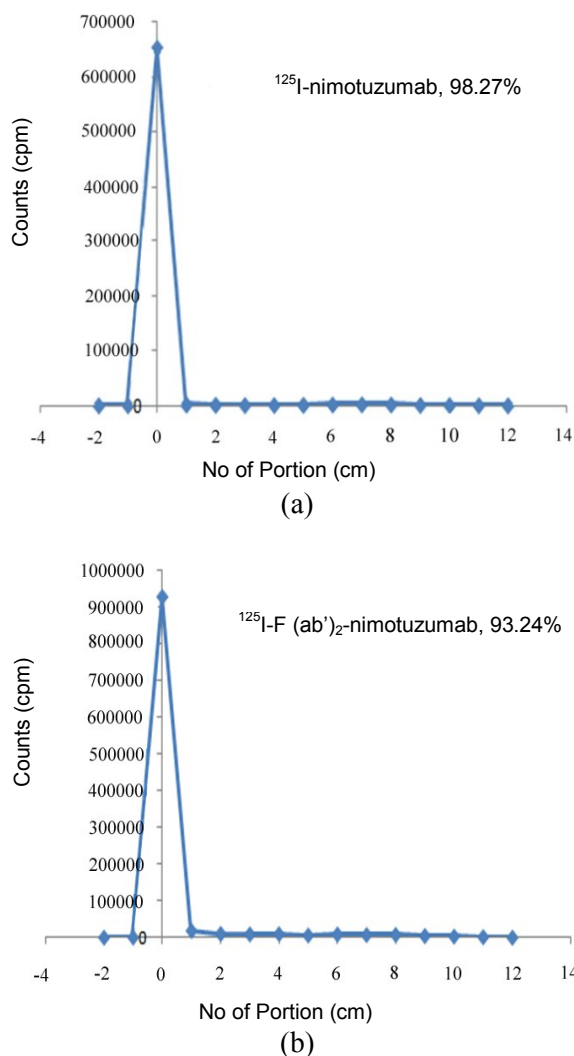 700000
600000
500000
400000
300000
200000
100000
0
-4 -2 0 2 4 6 8 10 12 14
Counts (cpm)
¹²⁵I-nimotuzumab, 98.27%
No of Portion (cm)
(a)
1000000
900000
800000
700000
600000
500000
400000
300000
200000
100000
0
-4 -2 0 2 4 6 8 10 12 14
Counts (cpm)
¹²⁵I-F (ab’)₂-nimotuzumab, 93.24%
No of Portion (cm)
(b)